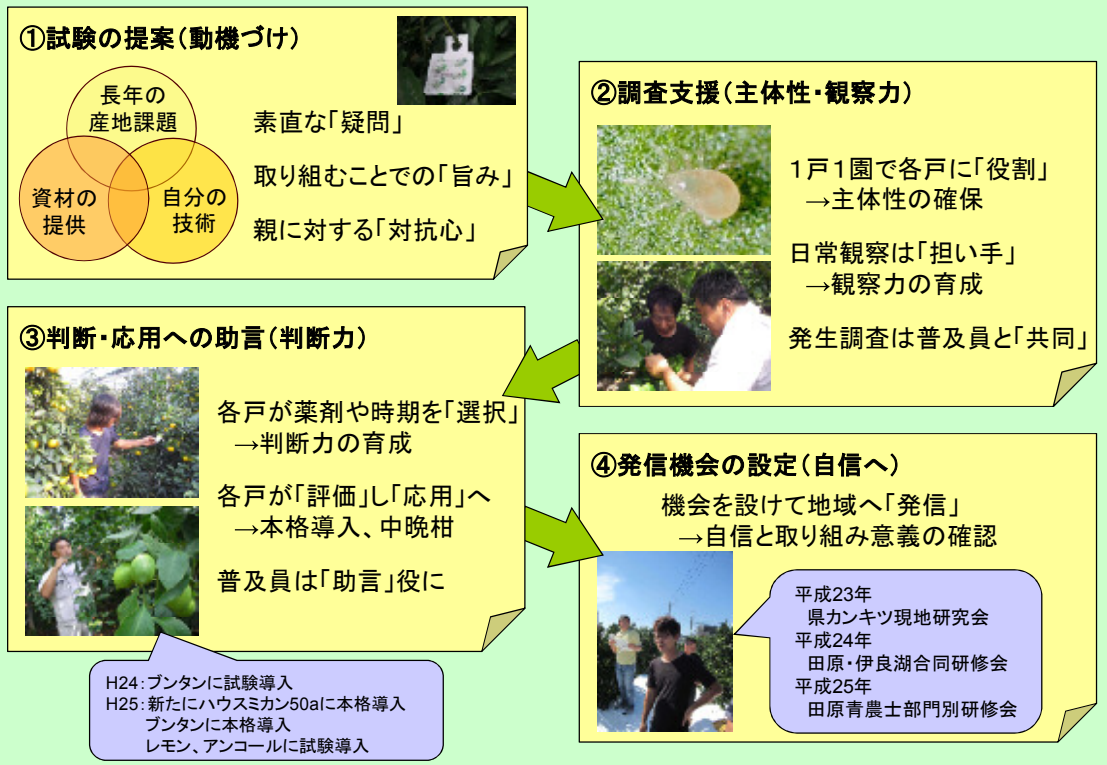 ①試験の提案（動機づけ）
長年の
産地課題
資材の
提供
自分の
技術
素直な「疑問」
取り組むことでの「旨み」
親に対する「対抗心」
②調査支援（主体性・観察力）
１戸１園で各戸に「役割」
→主体性の確保
日常観察は「担い手」
→観察力の育成
発生調査は普及員と「共同」
③判断・応用への助言（判断力）
各戸が薬剤や時期を「選択」
→判断力の育成
各戸が「評価」し「応用」へ
→本格導入、中晩柑
普及員は「助言」役に
H24：ブンタンに試験導入
H25：新たにハウスミカン50aに本格導入
ブンタンに本格導入
レモン、アンコールに試験導入
④発信機会の設定（自信へ）
機会を設けて地域へ「発信」
→自信と取り組み意義の確認
平成23年
県カンキツ現地研究会
平成24年
田原・伊良湖合同研修会
平成25年
田原青農士部門別研修会